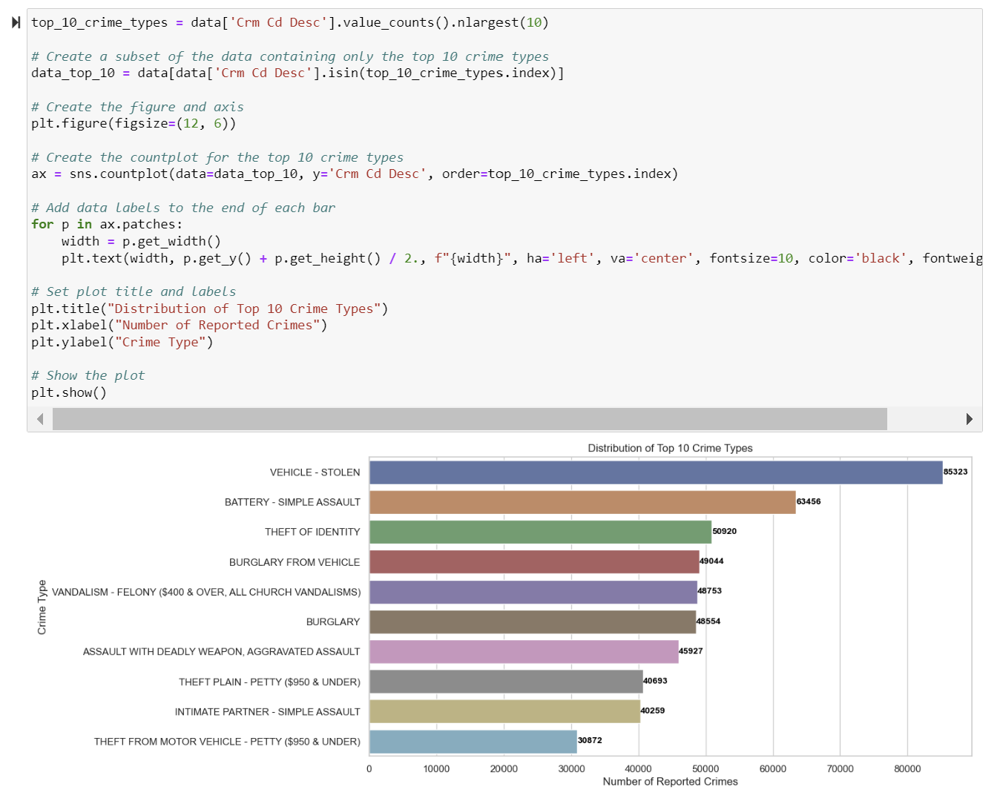 top_10_crime_types = data['Crm Cd Desc'].value_counts().nlargest(10)
# Create a subset of the data containing only the top 10 crime types
data_top_10 = data[data['Crm Cd Desc'].isin(top_10_crime_types.index)]
# Create the figure and axis
plt.figure(figsize=(12, 6))
# Create the countplot for the top 10 crime types
ax = sns.countplot(data=data_top_10, y='Crm Cd Desc', order=top_10_crime_types.index)
# Add data labels to the end of each bar
for p in ax.patches:
    width = p.get_width()
    plt.text(width, p.get_y() + p.get_height() / 2., f"{width}", ha='left', va='center', fontsize=10, color='black', fontweig
# Set plot title and labels
plt.title("Distribution of Top 10 Crime Types")
plt.xlabel("Number of Reported Crimes")
plt.ylabel("Crime Type")
# Show the plot
plt.show()
Distribution of Top 10 Crime Types
Crime Type
VEHICLE - STOLEN 85323
BATTERY - SIMPLE ASSAULT 63456
THEFT OF IDENTITY 50920
BURGLARY FROM VEHICLE 49044
VANDALISM - FELONY ($400 & OVER, ALL CHURCH VANDALISMS) 48753
BURGLARY 48554
ASSAULT WITH DEADLY WEAPON, AGGRAVATED ASSAULT 45927
THEFT PLAIN - PETTY ($950 & UNDER) 40693
INTIMATE PARTNER - SIMPLE ASSAULT 40259
THEFT FROM MOTOR VEHICLE - PETTY ($950 & UNDER) 30872
0 10000 20000 30000 40000 50000 60000 70000 80000
Number of Reported Crimes